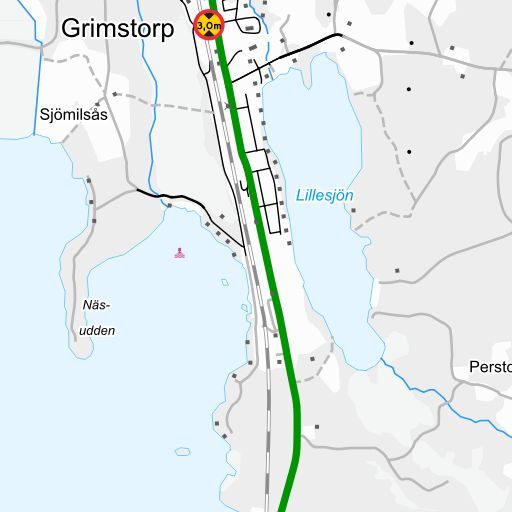 Grimstorp
3,0m
Sjömilsås
Lillesjön
Näs-
udden
Persto